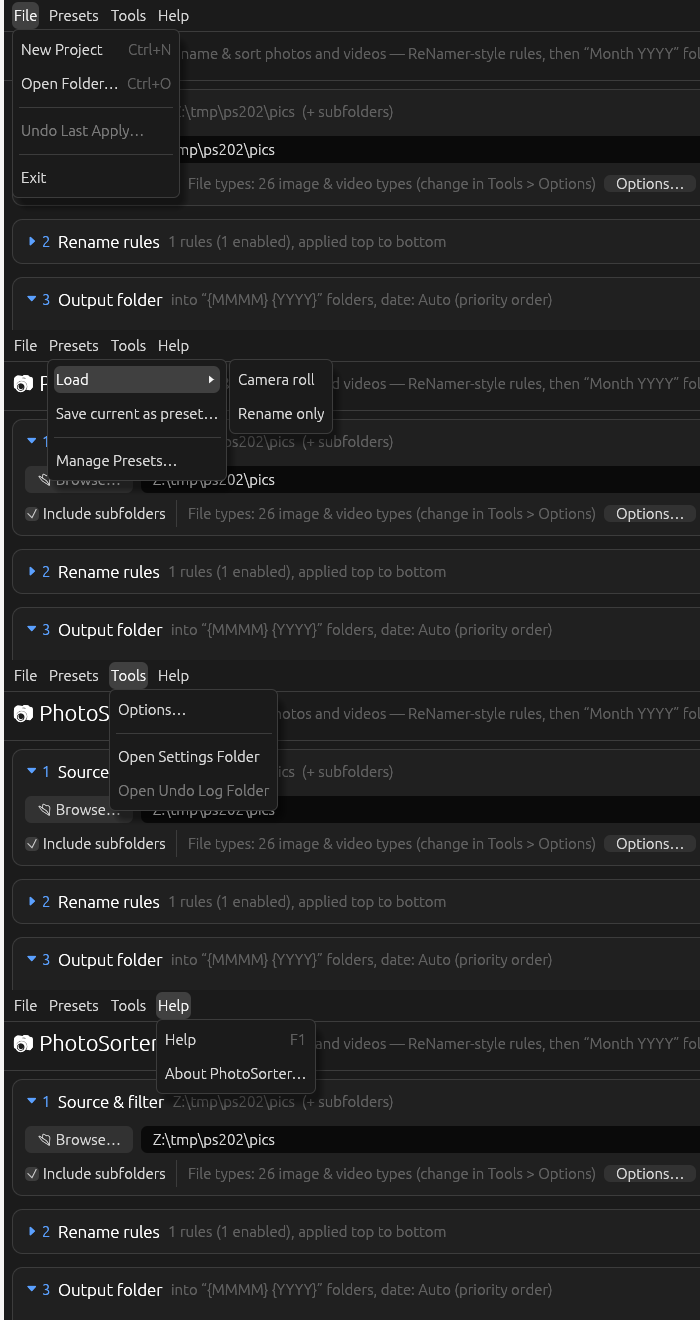 File Presets Tools Help
New Project Ctrl+N
name & sort photos and videos — ReNamer-style rules, then “Month YYYY” fol
Open Folder… Ctrl+O
:\tmp\ps202\pics (+ subfolders)
Undo Last Apply…
mp\ps202\pics
Exit
File types: 26 image & video types (change in Tools > Options) Options…
2 Rename rules 1 rules (1 enabled), applied top to bottom
3 Output folder into “{MMMM} {YYYY}” folders, date: Auto (priority order)
File Presets Tools Help
P
Load Camera roll
and videos — ReNamer-style rules, then “Month YYYY” fol
Save current as preset… Rename only
1
ps202\pics (+ subfolders)
Manage Presets…
Browse… Z:\tmp\ps202\pics
Include subfolders File types: 26 image & video types (change in Tools > Options) Options…
2 Rename rules 1 rules (1 enabled), applied top to bottom
3 Output folder into “{MMMM} {YYYY}” folders, date: Auto (priority order)
File Presets Tools Help
PhotoS
Options…
hotos and videos — ReNamer-style rules, then “Month YYYY” fol
Open Settings Folder
1 Source
ics (+ subfolders)
Open Undo Log Folder
Browse… Z:\tmp\ps202\pics
Include subfolders File types: 26 image & video types (change in Tools > Options) Options…
2 Rename rules 1 rules (1 enabled), applied top to bottom
3 Output folder into “{MMMM} {YYYY}” folders, date: Auto (priority order)
File Presets Tools Help
PhotoSorter
Help F1
and videos — ReNamer-style rules, then “Month YYYY” fol
About PhotoSorter…
1 Source & filter Z:\tmp\ps202\pics (+ subfolders)
Browse… Z:\tmp\ps202\pics
Include subfolders File types: 26 image & video types (change in Tools > Options) Options…
2 Rename rules 1 rules (1 enabled), applied top to bottom
3 Output folder into “{MMMM} {YYYY}” folders, date: Auto (priority order)